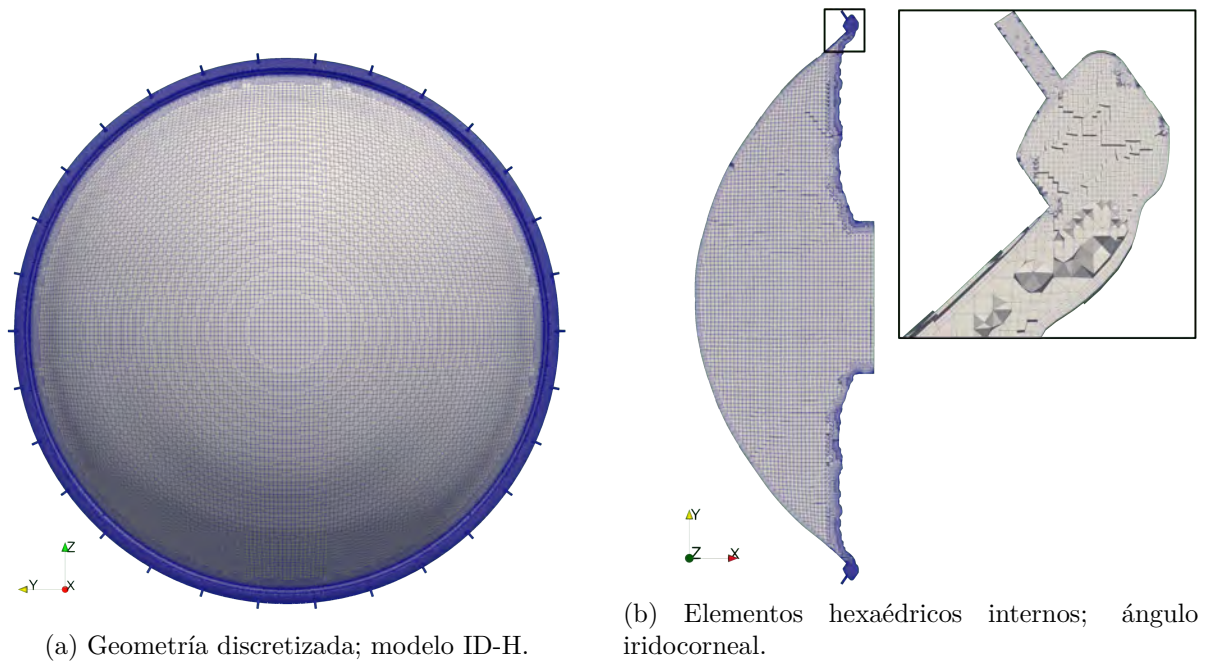 Z
Y
X
Y
Z
X
(a) Geometría discretizada; modelo ID-H.
(b) Elementos hexaédricos internos; ángulo
iridocorneal.